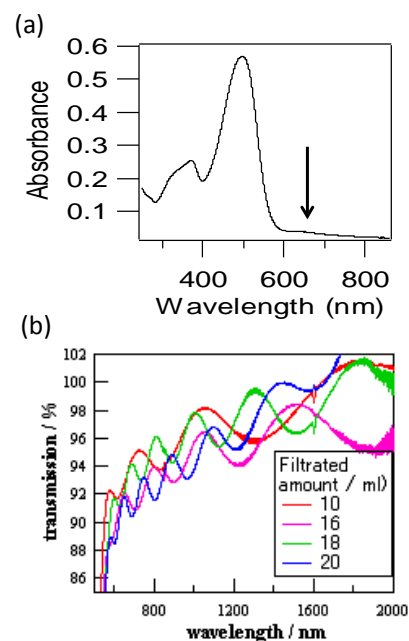 (a)
0.6
0.5
0.4
0.3
0.2
0.1
Absorbance
400 600 800
Wavelength (nm)
(b)
102
100
98
96
94
92
90
88
86
transmission / %
Filtrated
amount / ml)
10
16
18
20
800 1200 1600 2000
wavelength / nm